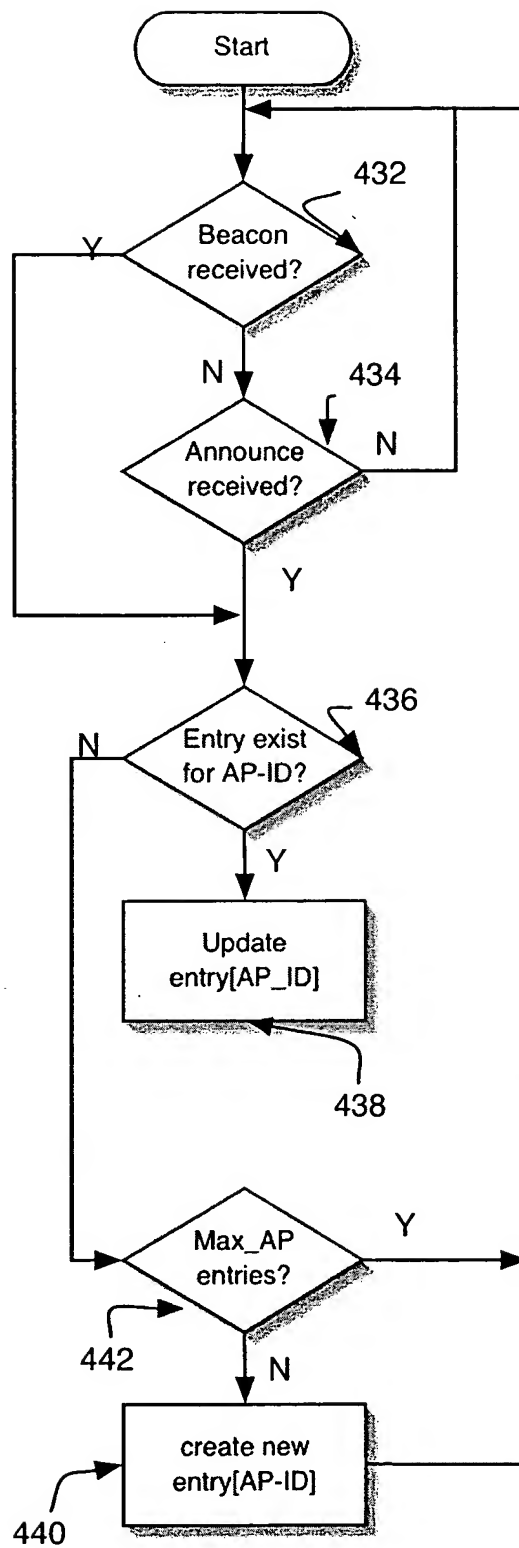 Start
432
Beacon
received?
Y
N
434
Announce
received?
N
Y
436
Entry exist
for AP-ID?
N
Y
Update
entry[AP_ID]
438
Max_AP
entries?
Y
442
N
create new
entry[AP-ID]
440